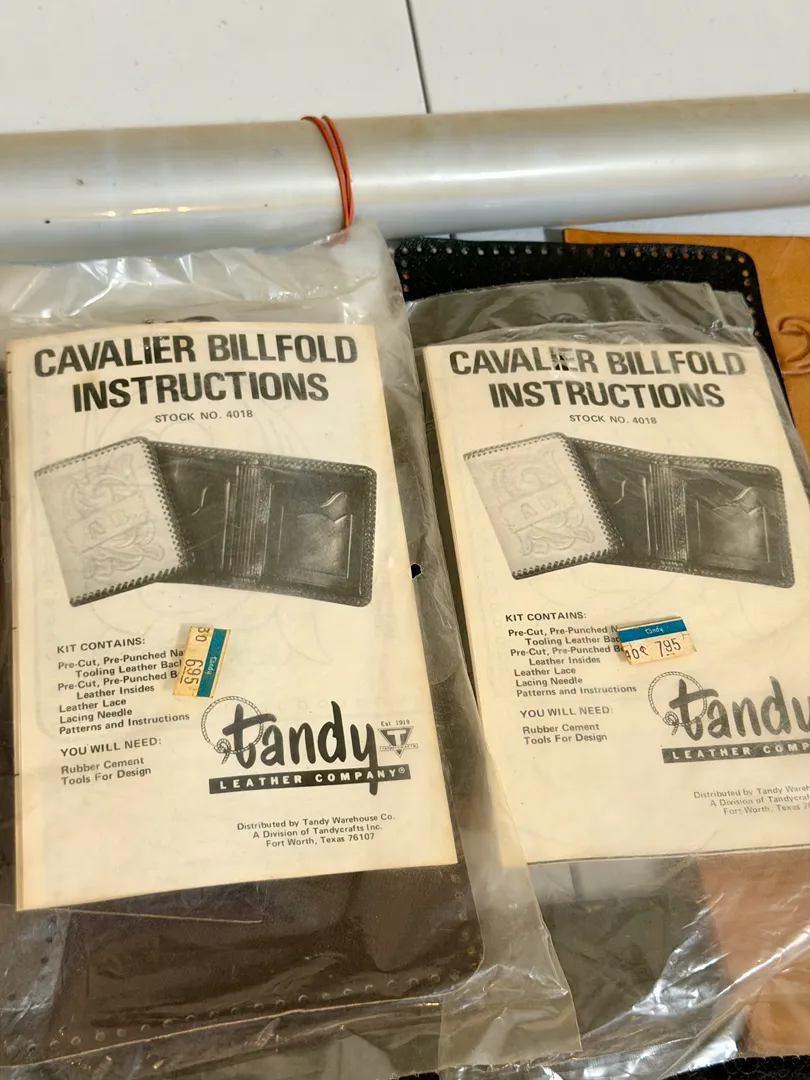 CAVALIER BILLFOLD
INSTRUCTIONS
STOCK NO. 4018
KIT CONTAINS:
Pre-Cut, Pre-Punched
Tooling Leather
Pre-Cut, Pre-Punched
Leather Insides
Leather Lace
Lacing Needle
Patterns and Instructions
YOU WILL NEED:
Rubber Cement
Tools For Design
tandy
695
tandy
Est 1919
LEATHER COMPANY®
Distributed by Tandy Warehouse Co.
A Division of Tandycrafts Inc.
Fort Worth, Texas 76107
CAVALIER BILLFOLD
INSTRUCTIONS
STOCK NO. 4018
KIT CONTAINS:
Pre-Cut, Pre-Punched
Tooling Leather
Pre-Cut, Pre-Punched
Leather Insides
Leather Lace
Lacing Needle
Patterns and Instructions
YOU WILL NEED:
Rubber Cement
Tools For Design
tandy
795
tandy
LEATHER COMP
Distributed by Tandy
A Division of
Fort Worth, Texas